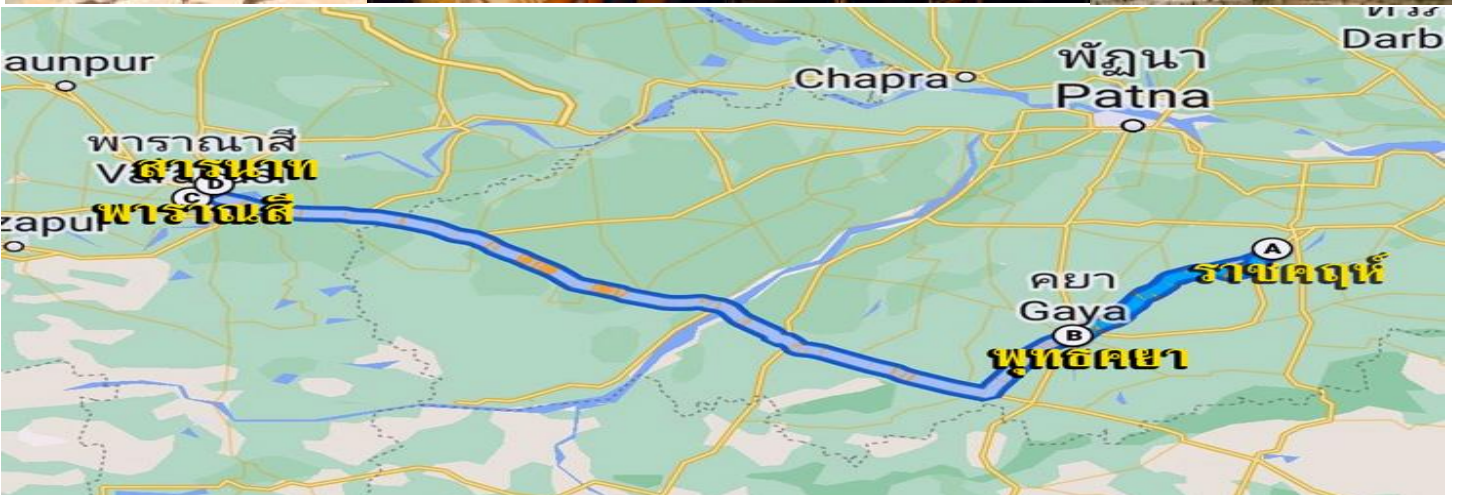 Darb
พัฏนา
Patna
Chapra
aunpur
พาราณาสี
สารนาท
D
C
พาราณสี
zapur
A
ราชคฤห์
คยา
Gaya
B
พุทธคยา